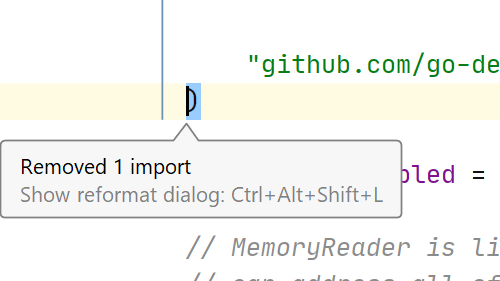 "github.com/go-de
)
Removed 1 import
Show reformat dialog: Ctrl+Alt+Shift+L
bled =
// MemoryReader is li